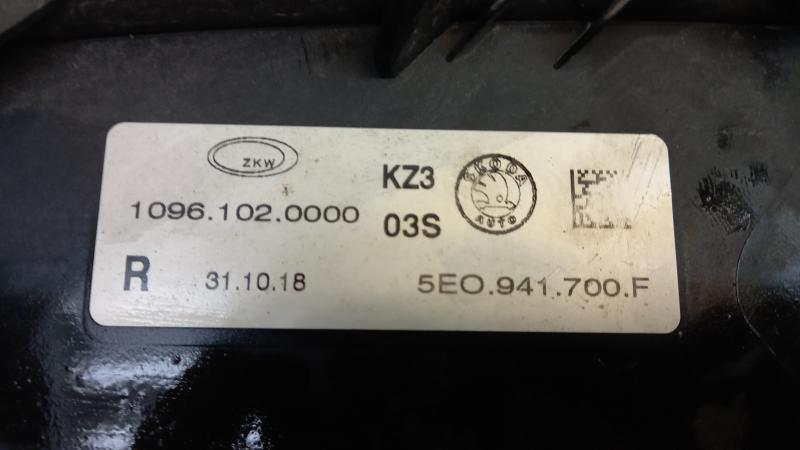 ZKW
1096.102.0000
KZ3
03S
SKODA
AUTO
R
31.10.18
5E0.941.700.F